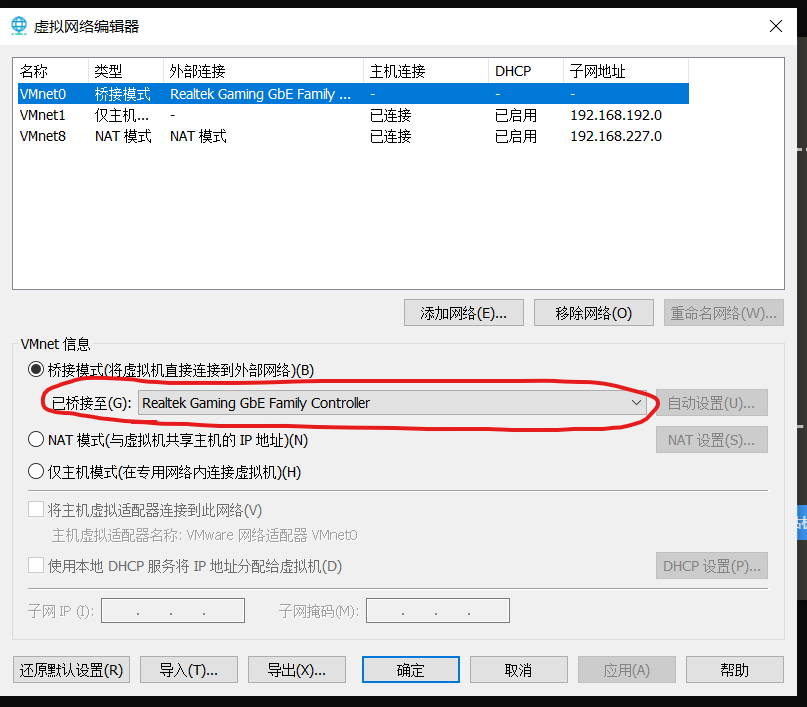 虚拟网络编辑器
名称 类型 外部连接 主机连接 DHCP 子网地址
VMnet0 桥接模式 Realtek Gaming GbE Family ... - - -
VMnet1 仅主机... - 已连接 已启用 192.168.192.0
VMnet8 NAT 模式 NAT 模式 已连接 已启用 192.168.227.0
添加网络(E)... 移除网络(O) 重命名网络(W)...
VMnet 信息
桥接模式(将虚拟机直接连接到外部网络)(B)
已桥接至(G): Realtek Gaming GbE Family Controller 自动设置(U)...
NAT 模式(与虚拟机共享主机的 IP 地址)(N) NAT 设置(S)...
仅主机模式(在专用网络内连接虚拟机)(H)
将主机虚拟适配器连接到此网络(V)
主机虚拟适配器名称: VMware 网络适配器 VMnet0
使用本地 DHCP 服务将 IP 地址分配给虚拟机(D) DHCP 设置(P)...
子网 IP (I): . . . 子网掩码(M): . . .
还原默认设置(R) 导入(T)... 导出(X)... 确定 取消 应用(A) 帮助